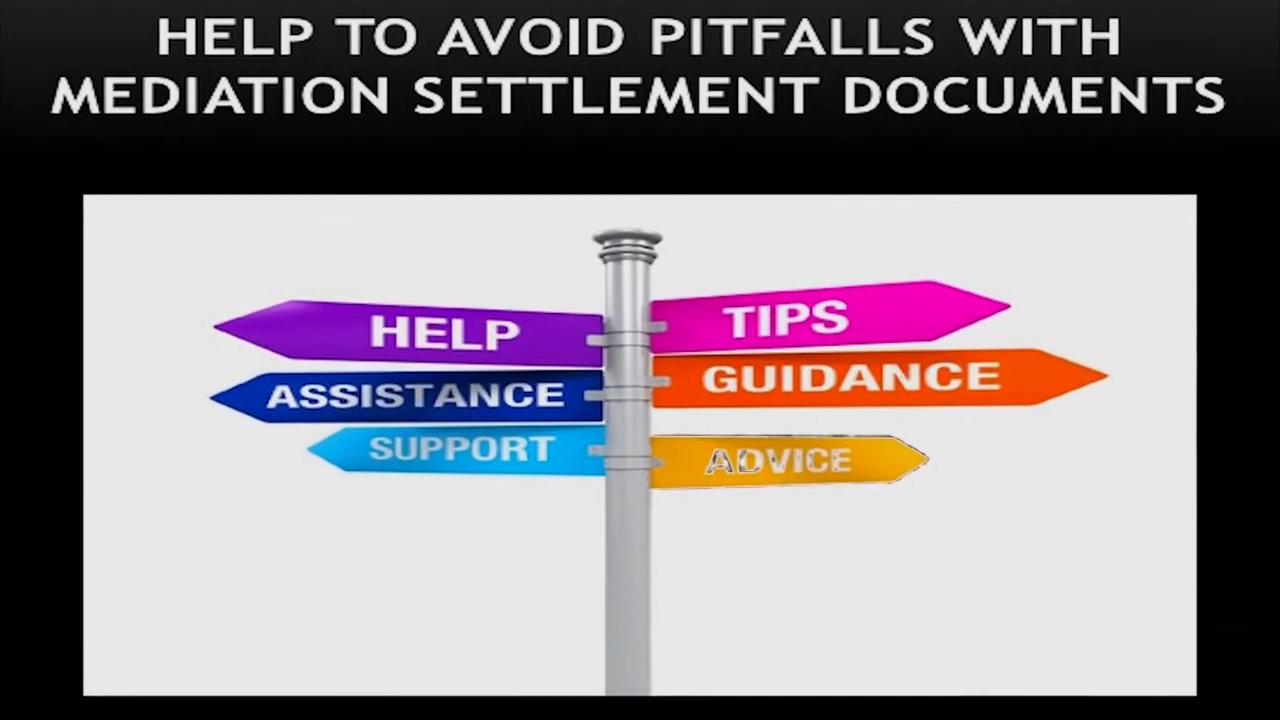 HELP TO AVOID PITFALLS WITH
MEDIATION SETTLEMENT DOCUMENTS
HELP
TIPS
ASSISTANCE
GUIDANCE
SUPPORT
ADVICE